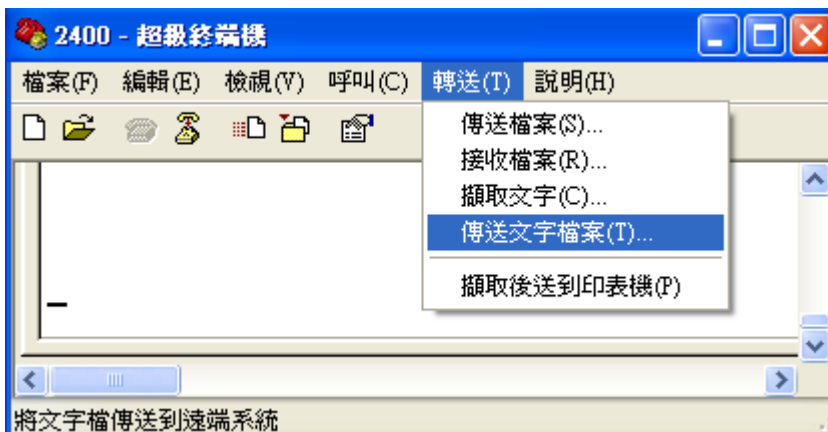 2400 - 超級終端機
檔案(F) 編輯(E) 檢視(V) 呼叫(C) 轉送(T) 說明(H)
傳送檔案(S)...
接收檔案(R)...
擷取文字(C)...
傳送文字檔案(T)...
擷取後送到印表機(P)
將文字檔傳送到遠端系統